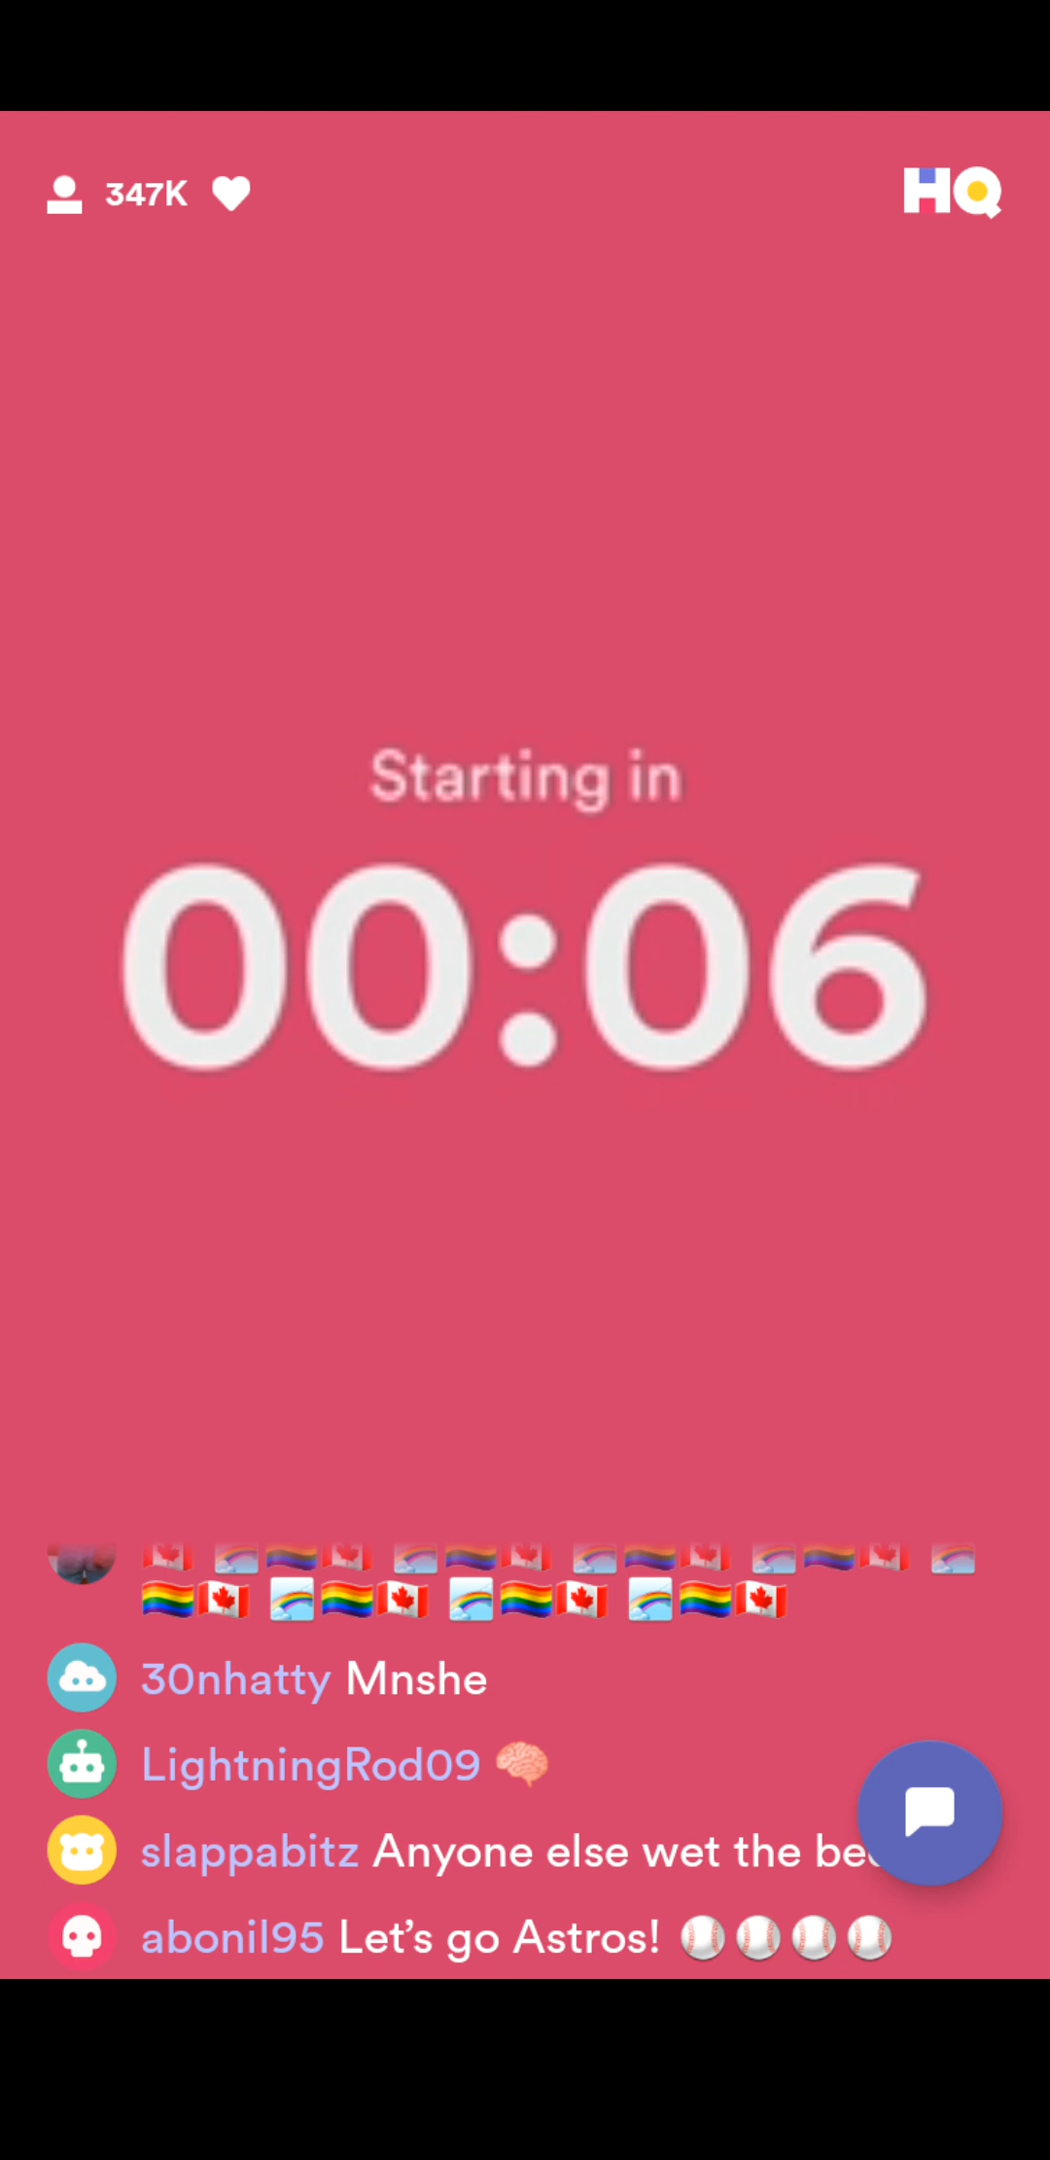 347K
HQ
Starting in
00:06
30nhatty Mnshe
LightningRod09
slappabitz Anyone else wet the
abonil95 Let's go Astros!